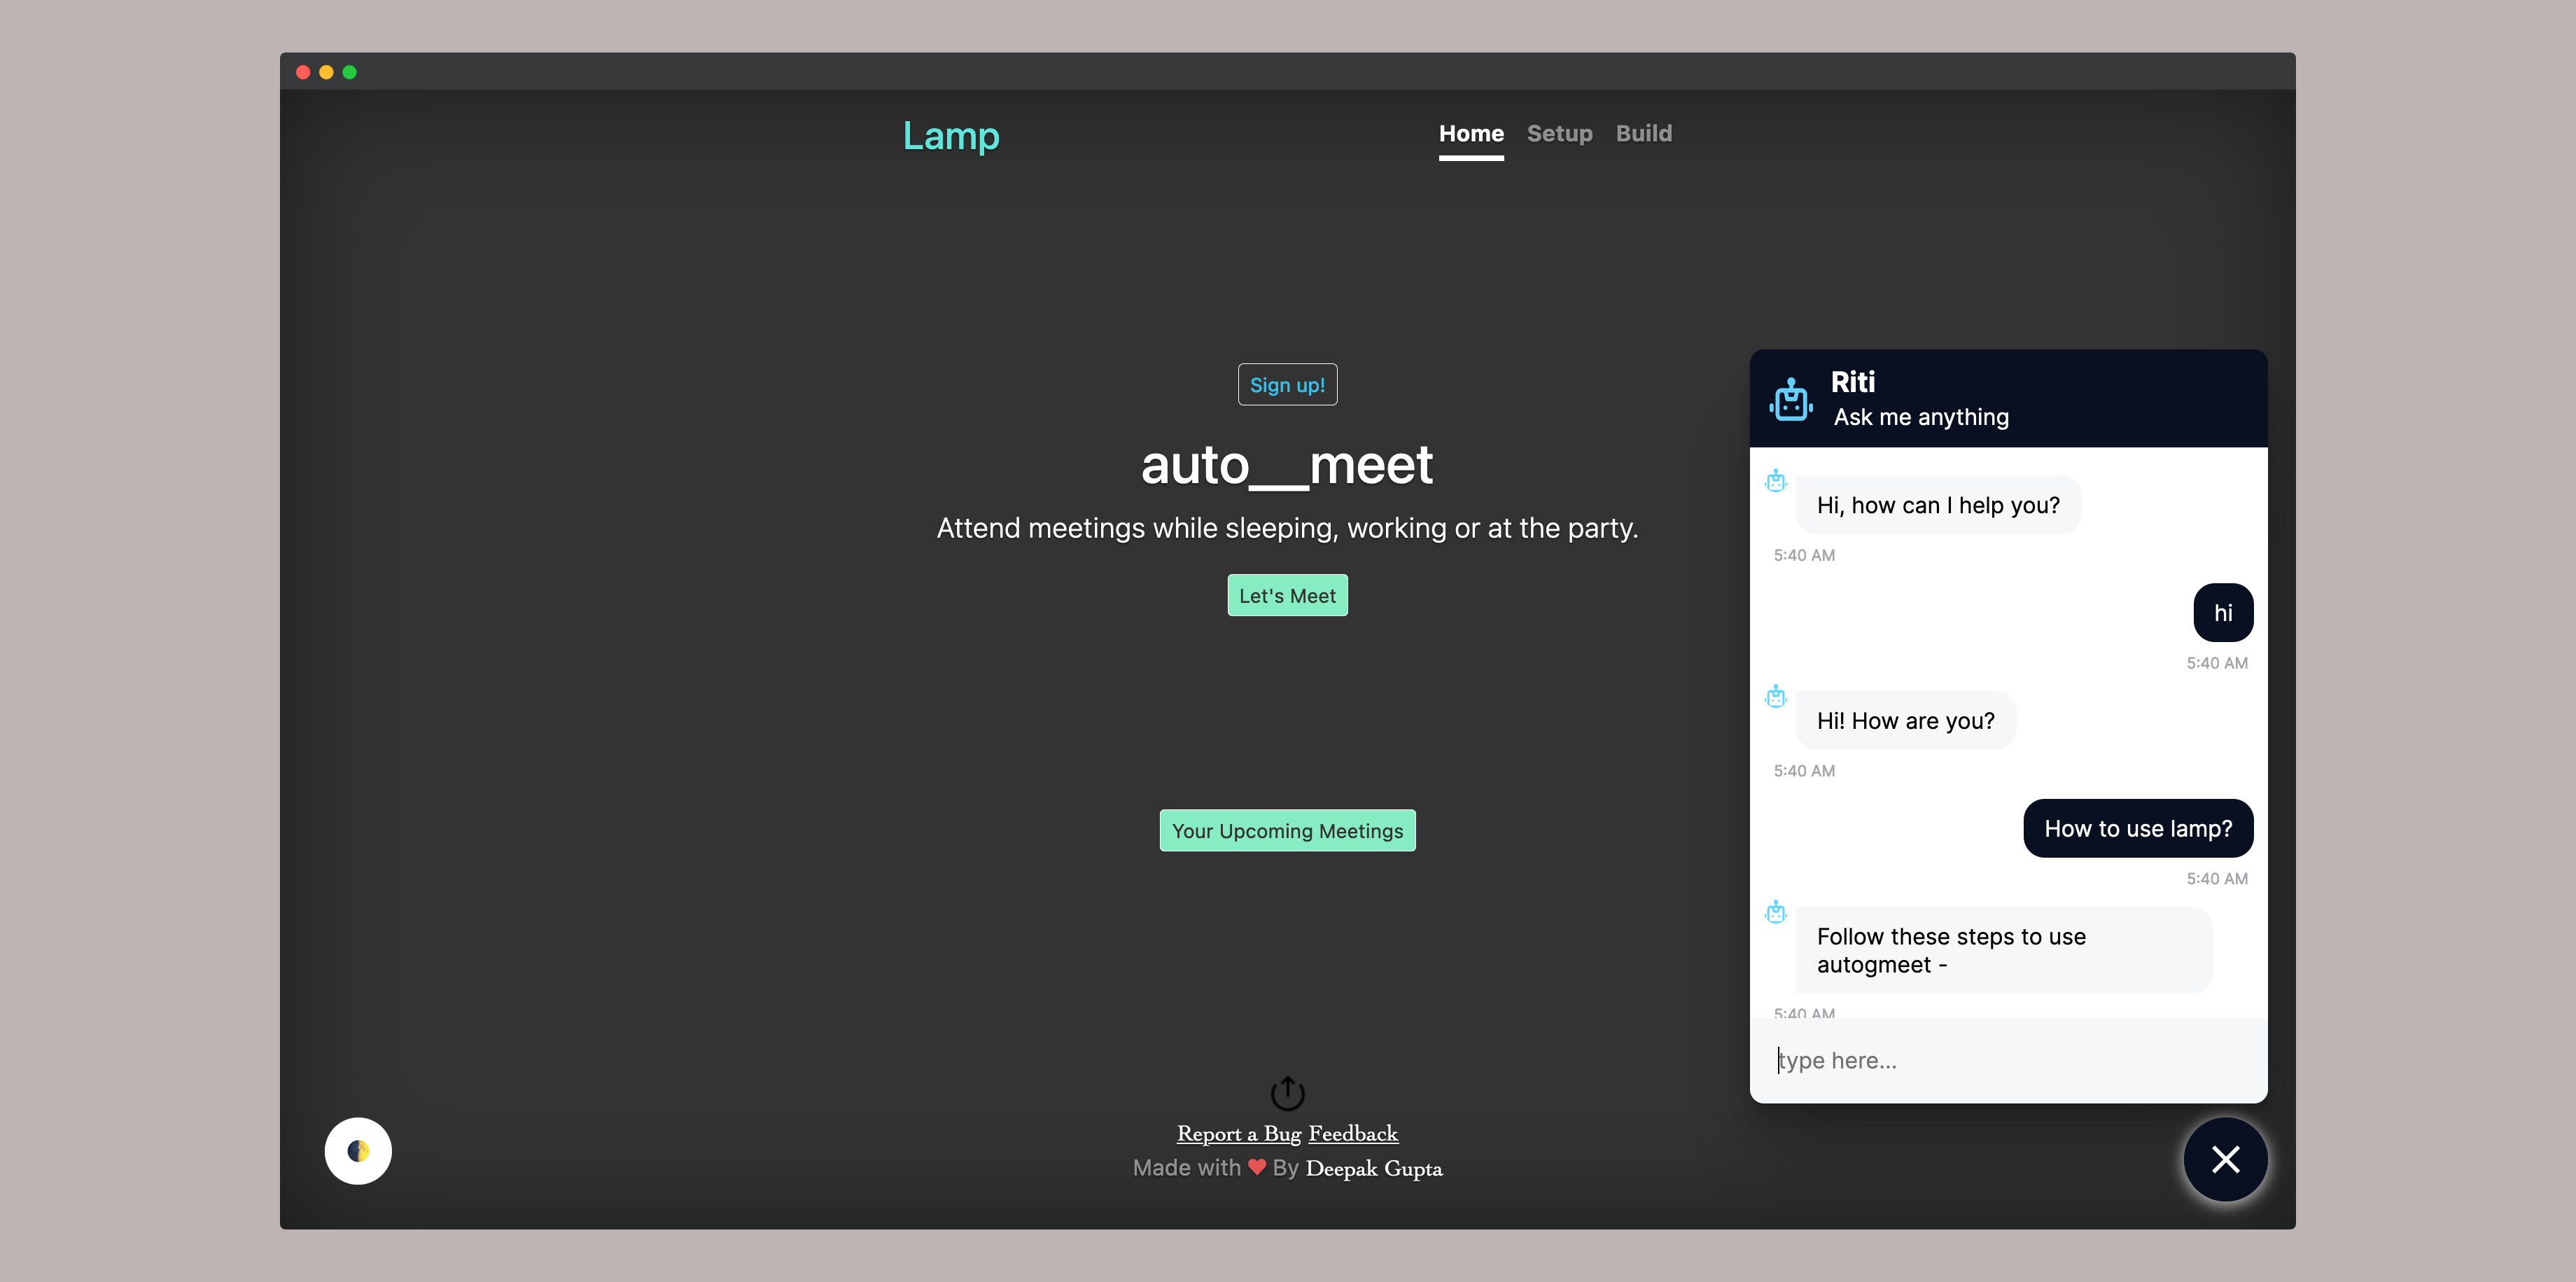 Lamp
Home Setup Build
Sign up!
auto__meet
Attend meetings while sleeping, working or at the party.
Let's Meet
Your Upcoming Meetings
Report a Bug Feedback
Made with ❤ By Deepak Gupta
Riti
Ask me anything
Hi, how can I help you?
5:40 AM
hi
5:40 AM
Hi! How are you?
5:40 AM
How to use lamp?
5:40 AM
Follow these steps to use
autogmeet -
5:40 AM
type here...